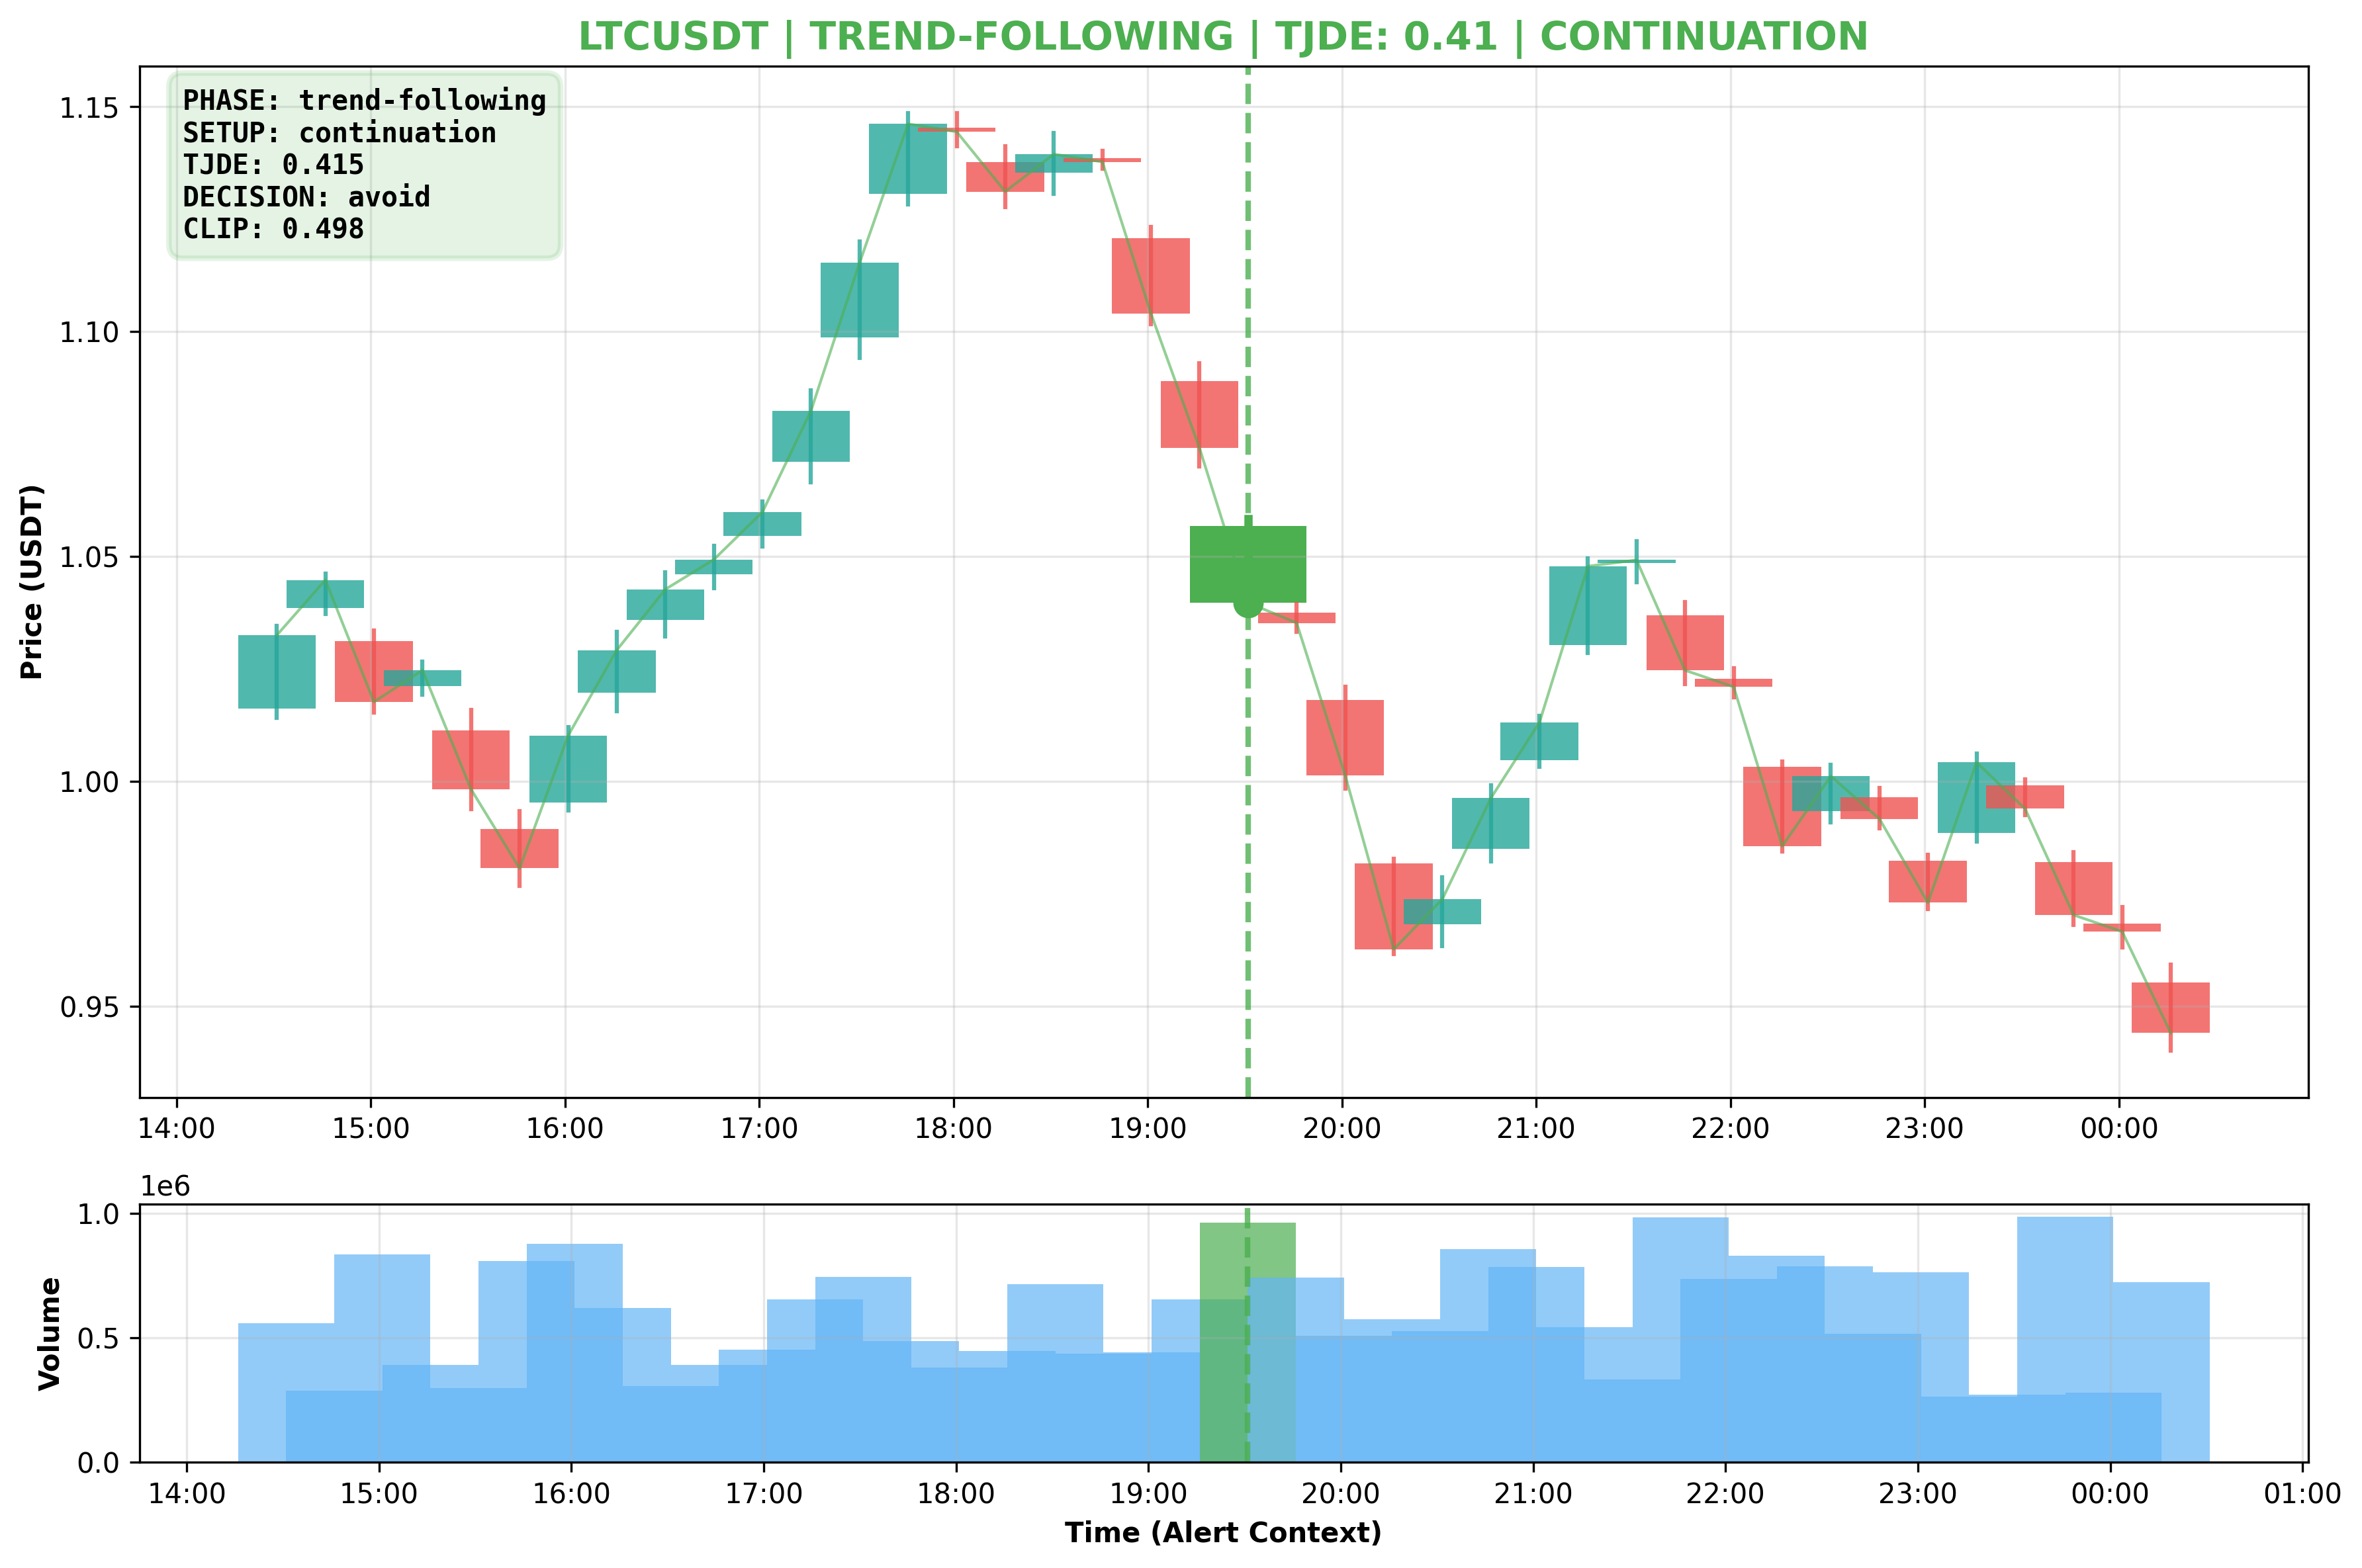 LTCUSDT | TREND-FOLLOWING | TJDE: 0.41 | CONTINUATION
PHASE: trend-following
SETUP: continuation
TJDE: 0.415
DECISION: avoid
CLIP: 0.498
Price (USDT)
1.15
1.10
1.05
1.00
0.95
14:00 15:00 16:00 17:00 18:00 19:00 20:00 21:00 22:00 23:00 00:00
1e6
Volume
1.0
0.5
0.0
14:00 15:00 16:00 17:00 18:00 19:00 20:00 21:00 22:00 23:00 00:00 01:00
Time (Alert Context)